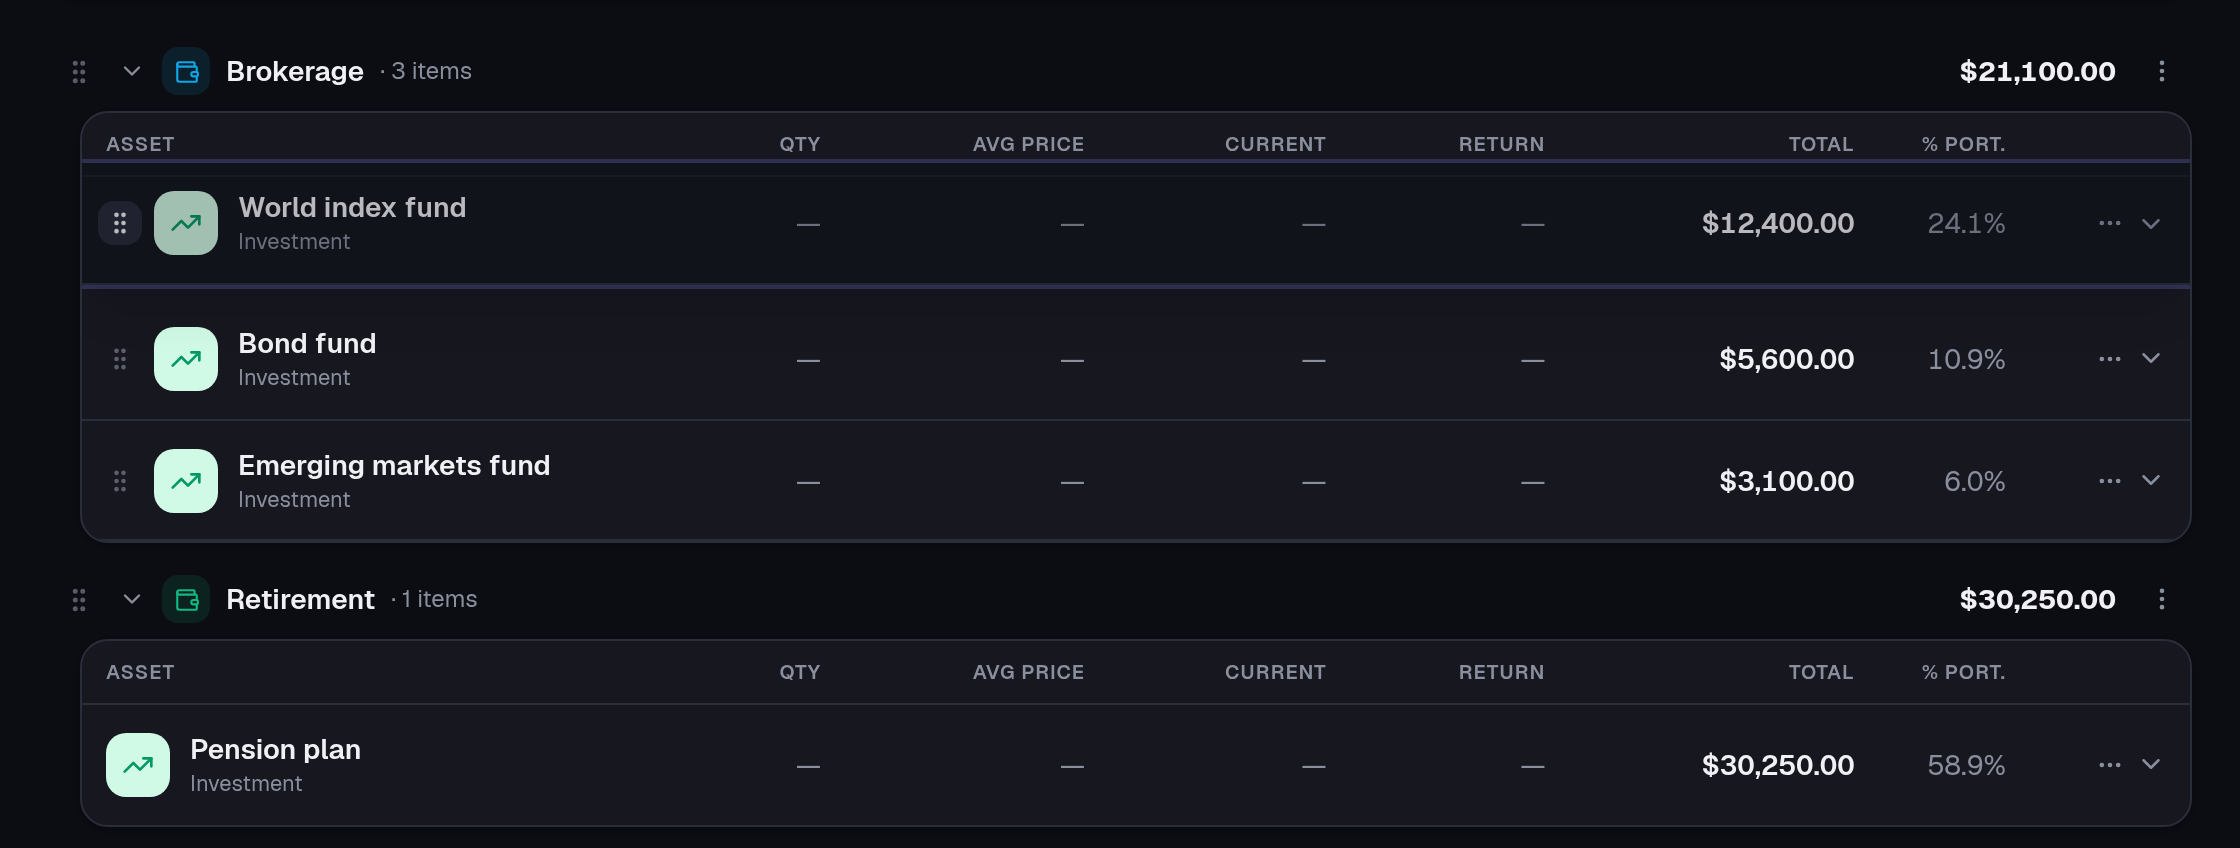 Brokerage · 3 items $21,100.00
ASSET QTY AVG PRICE CURRENT RETURN TOTAL % PORT.
World index fund
Investment — — — — $12,400.00 24.1%
Bond fund
Investment — — — — $5,600.00 10.9%
Emerging markets fund
Investment — — — — $3,100.00 6.0%
Retirement · 1 items $30,250.00
ASSET QTY AVG PRICE CURRENT RETURN TOTAL % PORT.
Pension plan
Investment — — — — $30,250.00 58.9%